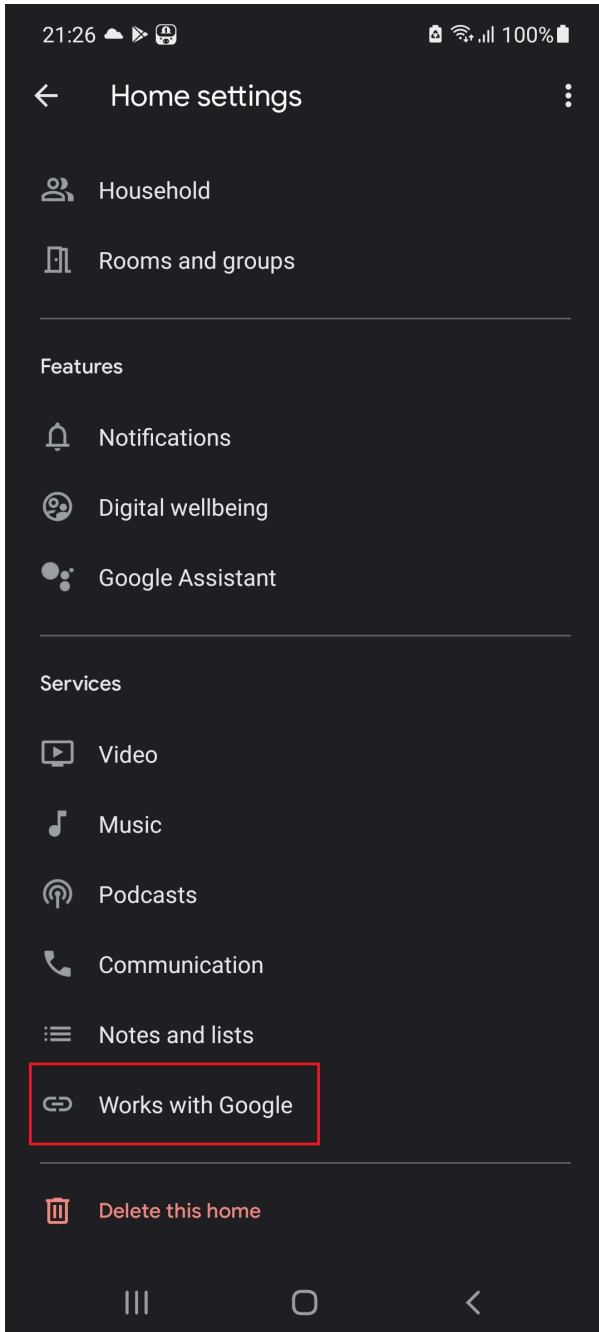 21:26
100%
Home settings
Household
Rooms and groups
Features
Notifications
Digital wellbeing
Google Assistant
Services
Video
Music
Podcasts
Communication
Notes and lists
Works with Google
Delete this home